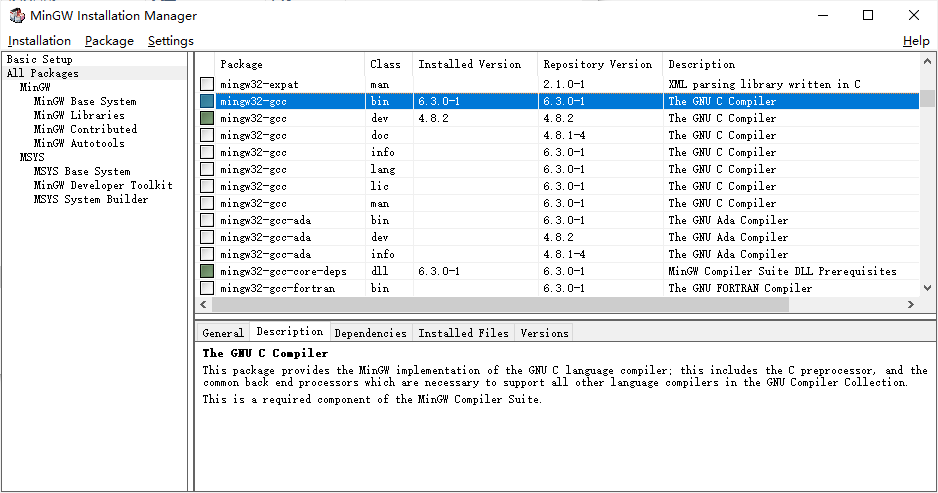 MinGW Installation Manager
Installation Package Settings Help
Basic Setup
All Packages
MinGW
MinGW Base System
MinGW Libraries
MinGW Contributed
MinGW Autotools
MSYS
MSYS Base System
MinGW Developer Toolkit
MSYS System Builder
Package Class Installed Version Repository Version Description
mingw32-expat man 2.1.0-1 XML parsing library written in C
mingw32-gcc bin 6.3.0-1 6.3.0-1 The GNU C Compiler
mingw32-gcc dev 4.8.2 4.8.2 The GNU C Compiler
mingw32-gcc doc 4.8.1-4 The GNU C Compiler
mingw32-gcc info 6.3.0-1 The GNU C Compiler
mingw32-gcc lang 6.3.0-1 The GNU C Compiler
mingw32-gcc lic 6.3.0-1 The GNU C Compiler
mingw32-gcc man 6.3.0-1 The GNU C Compiler
mingw32-gcc-ada bin 6.3.0-1 The GNU Ada Compiler
mingw32-gcc-ada dev 4.8.2 The GNU Ada Compiler
mingw32-gcc-ada info 4.8.1-4 The GNU Ada Compiler
mingw32-gcc-core-deps dll 6.3.0-1 6.3.0-1 MinGW Compiler Suite DLL Prerequisites
mingw32-gcc-fortran bin 6.3.0-1 The GNU FORTRAN Compiler
General Description Dependencies Installed Files Versions
The GNU C Compiler
This package provides the MinGW implementation of the GNU C language compiler; this includes the C preprocessor, and the
common back end processors which are necessary to support all other language compilers in the GNU Compiler Collection.
This is a required component of the MinGW Compiler Suite.